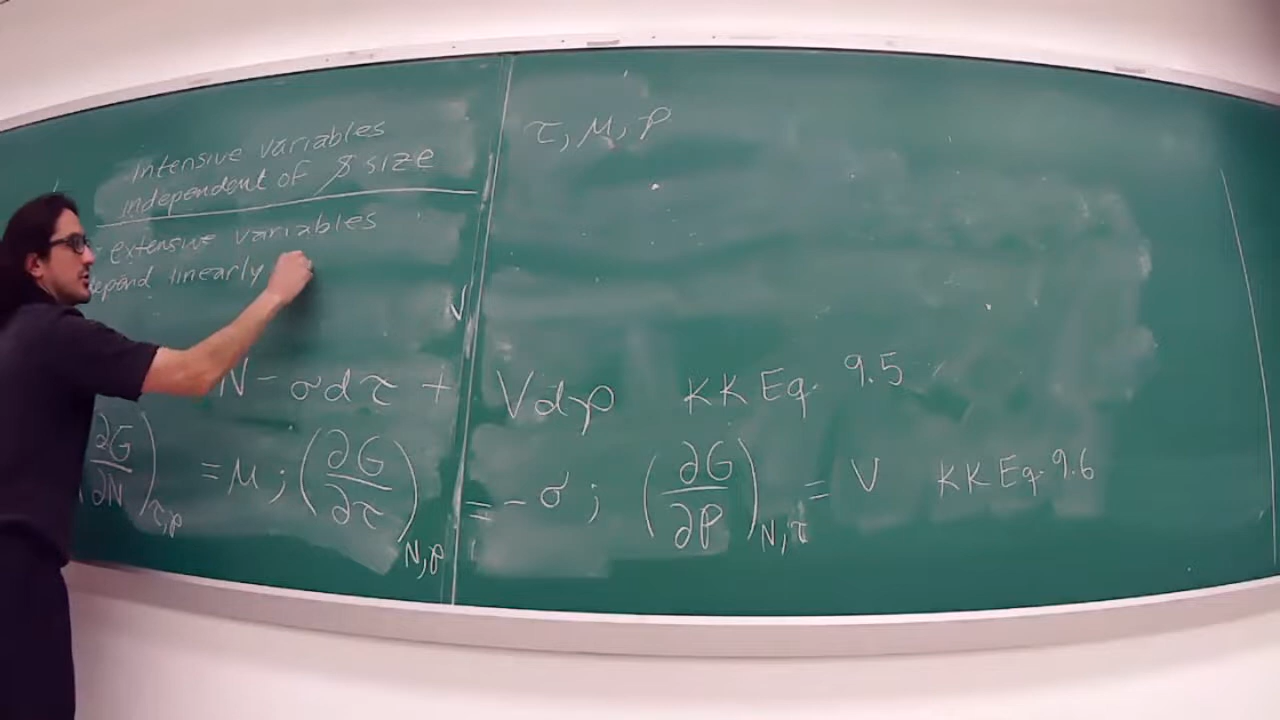 Intensive variables
independent of $ size
extensive variables
depend linearly
τ, μ, p
V
N - σdτ + Vdp KK Eq. 9.5
(∂G/∂N)τ,p = μ ; (∂G/∂τ)N,p = -σ ; (∂G/∂p)N,τ = V KK Eq. 9.6